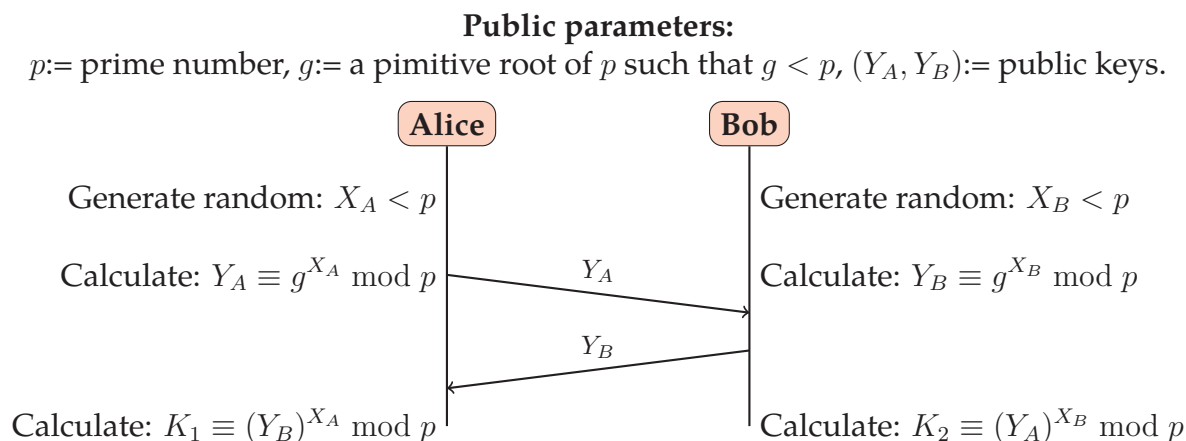 Public parameters:
p:= prime number, g:= a pimitive root of p such that g < p, (Y_A, Y_B):= public keys.
Alice Bob
Generate random: X_A < p Generate random: X_B < p
Calculate: Y_A ≡ g^{X_A} mod p Y_A Calculate: Y_B ≡ g^{X_B} mod p
Y_B
Calculate: K_1 ≡ (Y_B)^{X_A} mod p Calculate: K_2 ≡ (Y_A)^{X_B} mod p